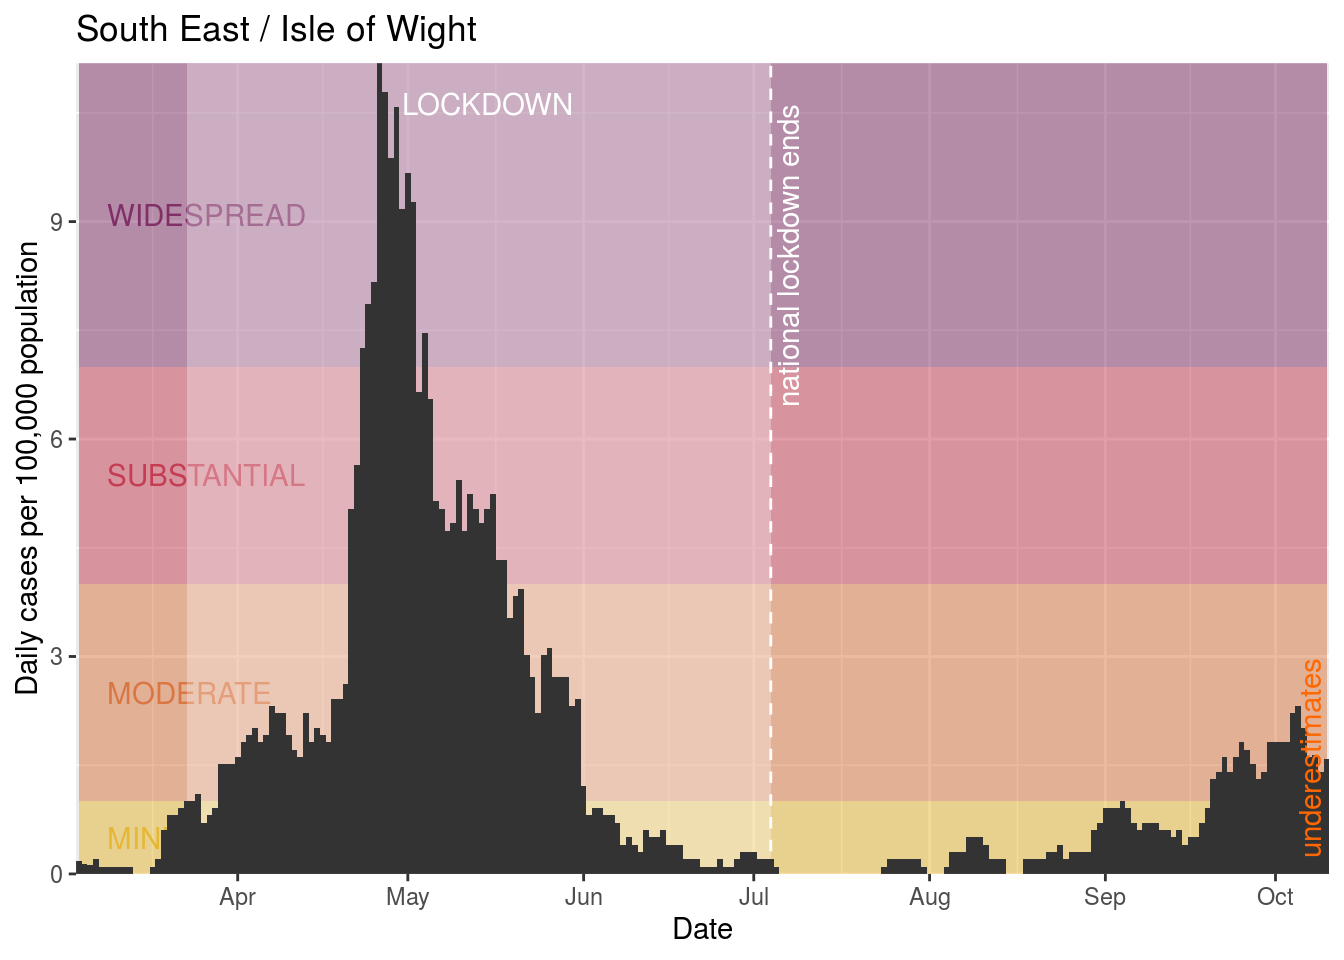 South East / Isle of Wight
LOCKDOWN
national lockdown ends
WIDESPREAD
SUBSTANTIAL
MODERATE
MIN
underestimates
Daily cases per 100,000 population
9
6
3
0
Apr
May
Jun
Jul
Aug
Sep
Oct
Date